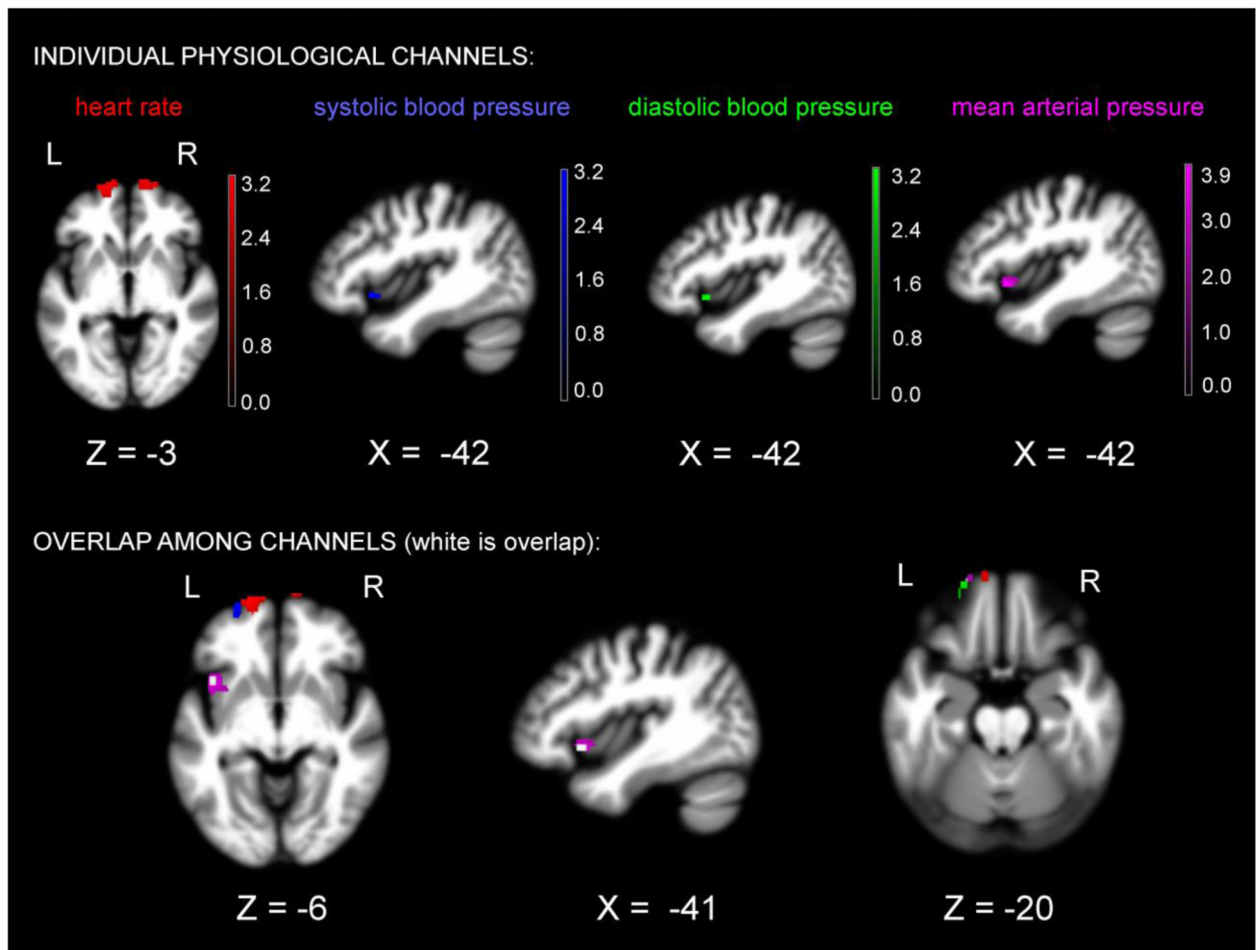 INDIVIDUAL PHYSIOLOGICAL CHANNELS:
heart rate
systolic blood pressure
diastolic blood pressure
mean arterial pressure
L R
3.2
2.4
1.6
0.8
0.0
3.2
2.4
1.6
0.8
0.0
3.2
2.4
1.6
0.8
0.0
3.9
3.0
2.0
1.0
0.0
Z = -3
X = -42
X = -42
X = -42
OVERLAP AMONG CHANNELS (white is overlap):
L R
L R
Z = -6
X = -41
Z = -20